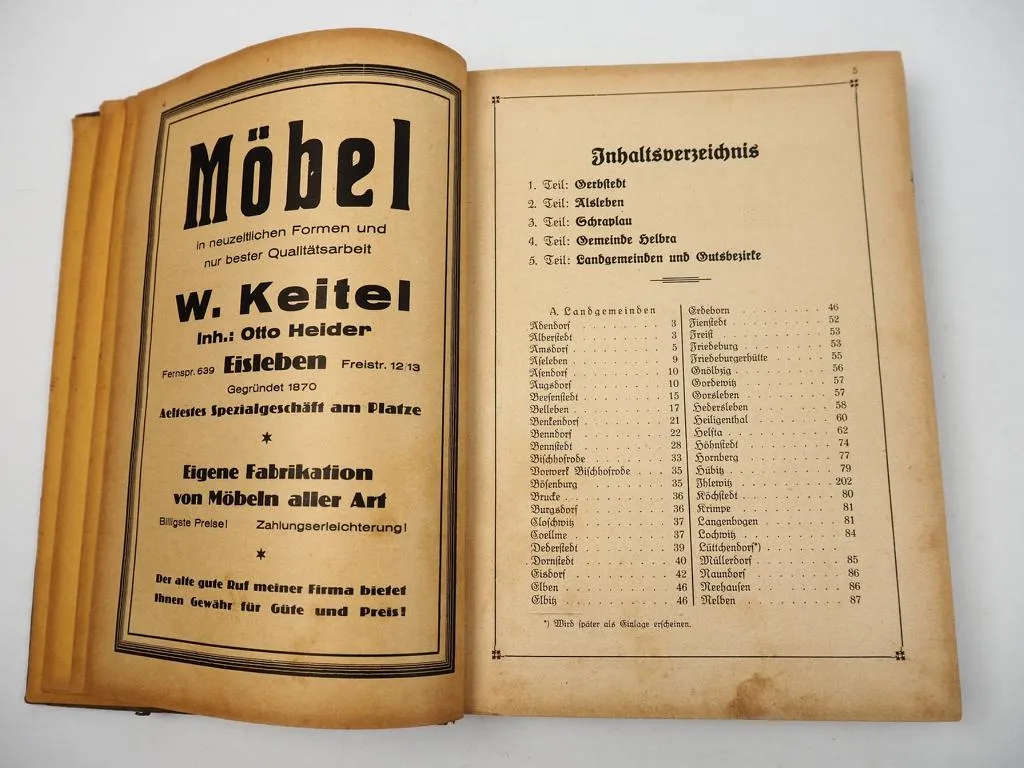 Möbel
in neuzeitlichen Formen und
nur bester Qualitätsarbeit
W. Keitel
Inh.: Otto Heider
Fernspr. 639 Eisleben Freistr. 12/13
Gegründet 1870
Aeltestes Spezialgeschäft am Platze
Eigene Fabrikation
von Möbeln aller Art
Billigste Preise! Zahlungserleichterung!
Der alte gute Ruf meiner Firma bietet
Ihnen Gewähr für Güte und Preis!
5
Inhaltsverzeichnis
1. Teil: Gerbstedt
2. Teil: Alsleben
3. Teil: Schraplau
4. Teil: Gemeinde Helbra
5. Teil: Landgemeinden und Gutsbezirke
A. Landgemeinden
Adendorf . . . . . . . . . 3
Alberstedt . . . . . . . . . 3
Amsdorf . . . . . . . . . 5
Aseleben . . . . . . . . . 9
Asendorf . . . . . . . . . 10
Augsdorf . . . . . . . . . 10
Beesenstedt . . . . . . . . . 15
Belleben . . . . . . . . . 17
Benkendorf . . . . . . . . . 21
Benndorf . . . . . . . . . 22
Bennstedt . . . . . . . . . 28
Bischofrode . . . . . . . . . 33
Vorwerk Bischhofrode . . . 35
Bösenburg . . . . . . . . . 35
Brucke . . . . . . . . . 36
Burgsdorf . . . . . . . . . 36
Closchwitz . . . . . . . . . 37
Coellme . . . . . . . . . 37
Dederstedt . . . . . . . . . 39
Dornstedt . . . . . . . . . 40
Eisdorf . . . . . . . . . 42
Elben . . . . . . . . . 46
Elbitz . . . . . . . . . 46
Erdeborn . . . . . . . . . 46
Fienstedt . . . . . . . . . 52
Freist . . . . . . . . . 53
Friedeburg . . . . . . . . . 53
Friedeburgerhütte . . . . . 55
Gnölbzig . . . . . . . . . 56
Gordewitz . . . . . . . . . 57
Gorsleben . . . . . . . . . 57
Hedersleben . . . . . . . . . 58
Heiligenthal . . . . . . . . . 60
Helfta . . . . . . . . . 62
Höhnstedt . . . . . . . . . 74
Hornberg . . . . . . . . . 77
Hübitz . . . . . . . . . 79
Ihlewitz . . . . . . . . . 202
Köchstedt . . . . . . . . . 80
Krimpe . . . . . . . . . 81
Langenbogen . . . . . . . . . 81
Lochwitz . . . . . . . . . 84
Lüttchendorf*) . . . . . . . . .
Müllerdorf . . . . . . . . . 85
Naundorf . . . . . . . . . 86
Neehausen . . . . . . . . . 86
Nelben . . . . . . . . . 87
*) Wird später als Einlage erscheinen.